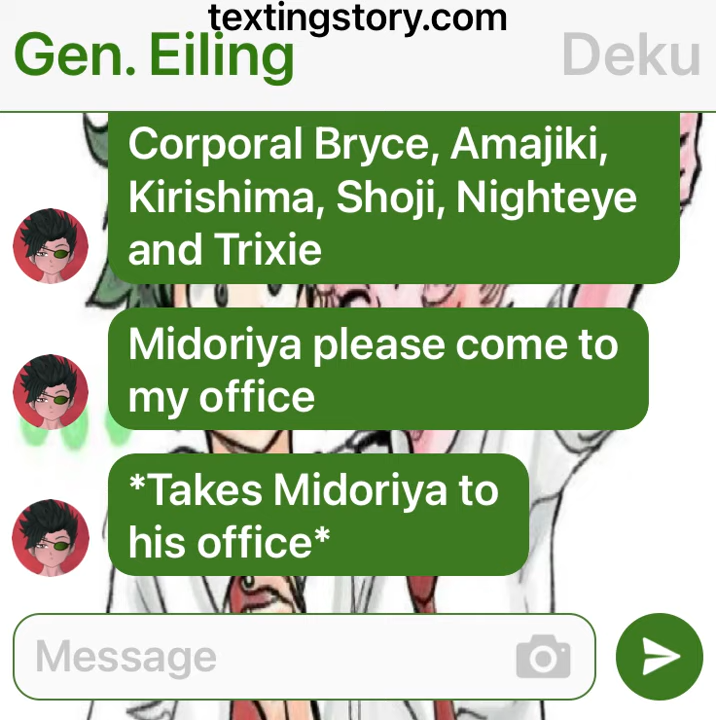 textingstory.com
Gen. Eiling
Deku
Corporal Bryce, Amajiki,
Kirishima, Shoji, Nighteye
and Trixie
Midoriya please come to
my office
*Takes Midoriya to
his office*
Message